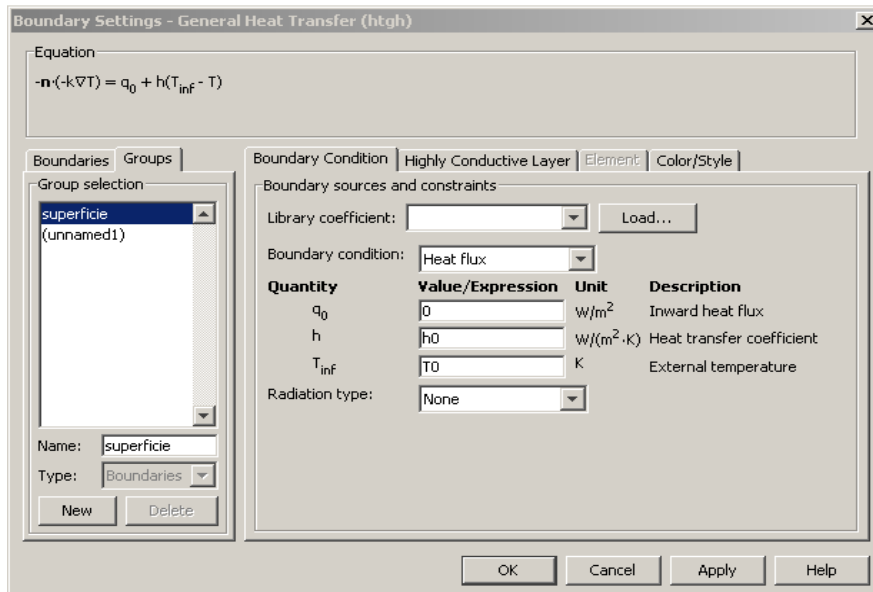 Boundary Settings - General Heat Transfer (htgh)
Equation
-n·(-k∇T) = q0 + h(Tinf - T)
Boundaries Groups
Group selection
superficie
(unnamed1)
Name: superficie
Type: Boundaries
New Delete
Boundary Condition Highly Conductive Layer Element Color/Style
Boundary sources and constraints
Library coefficient: Load...
Boundary condition: Heat flux
Quantity Value/Expression Unit Description
q0 0 W/m² Inward heat flux
h h0 W/(m²·K) Heat transfer coefficient
Tinf T0 K External temperature
Radiation type: None
OK Cancel Apply Help